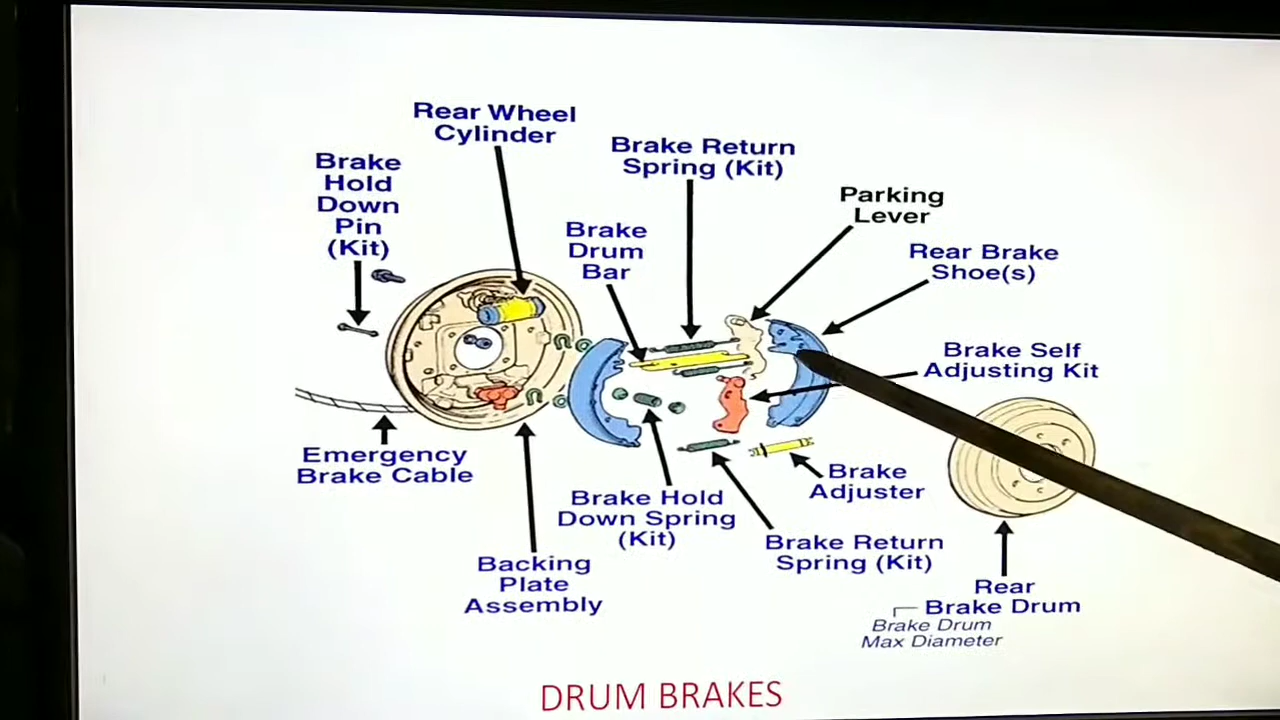 Rear Wheel
Cylinder
Brake Return
Spring (Kit)
Brake
Hold
Down
Pin
(Kit)
Parking
Lever
Brake
Drum
Bar
Rear Brake
Shoe(s)
Brake Self
Adjusting Kit
Emergency
Brake Cable
Brake
Adjuster
Brake Hold
Down Spring
(Kit)
Brake Return
Spring (Kit)
Backing
Plate
Assembly
Rear
Brake Drum
Brake Drum
Max Diameter
DRUM BRAKES